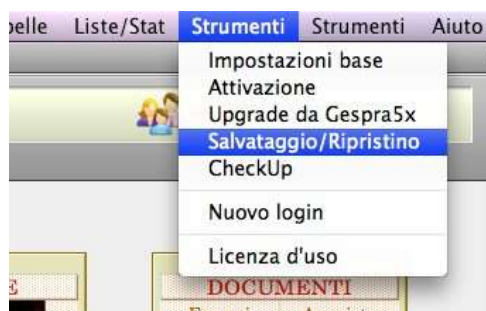 Liste/Stat Strumenti Strumenti Aiuto
Impostazioni base
Attivazione
Upgrade da Gespra5x
Salvataggio/Ripristino
CheckUp
Nuovo login
Licenza d'uso
DOCUMENTI